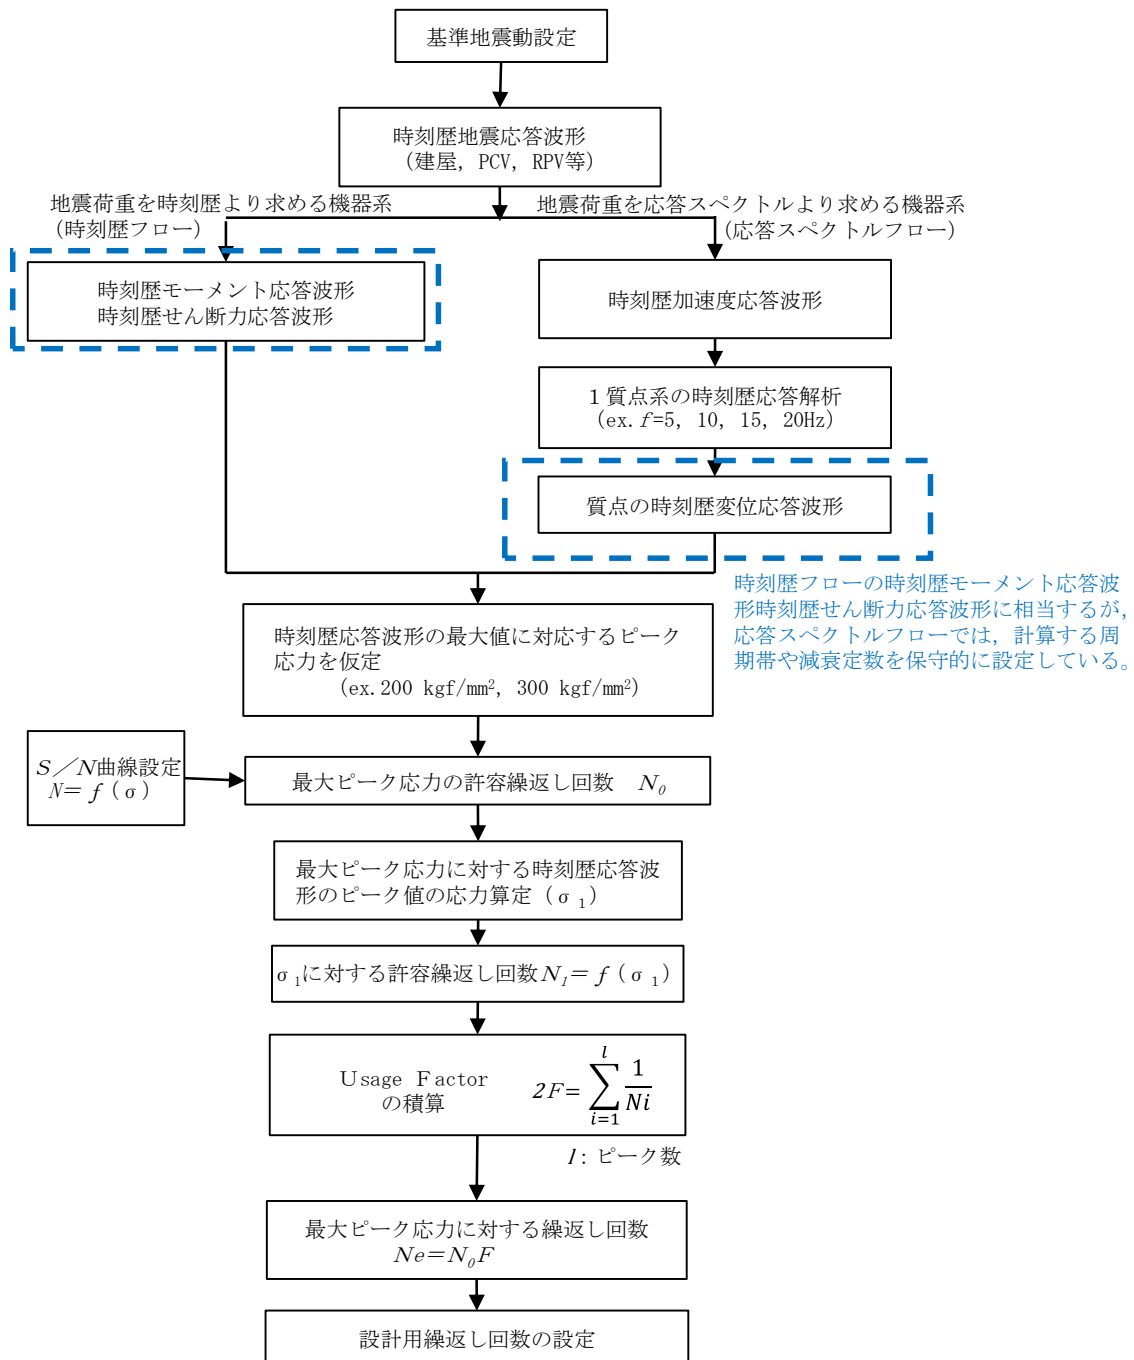 基準地震動設定
時刻歴地震応答波形
(建屋, PCV, RPV等)
地震荷重を時刻歴より求める機器系
(時刻歴フロー)
地震荷重を応答スペクトルより求める機器系
(応答スペクトルフロー)
時刻歴モーメント応答波形
時刻歴せん断力応答波形
時刻歴加速度応答波形
1質点系の時刻歴応答解析
(ex. f=5, 10, 15, 20Hz)
質点の時刻歴変位応答波形
時刻歴フローの時刻歴モーメント応答波
形時刻歴せん断力応答波形に相当するが,
応答スペクトルフローでは, 計算する周
期帯や減衰定数を保守的に設定している。
時刻歴応答波形の最大値に対応するピーク
応力を仮定
(ex. 200 kgf/mm², 300 kgf/mm²)
S/N曲線設定
N=f(σ)
最大ピーク応力の許容繰返し回数 N₀
最大ピーク応力に対する時刻歴応答波
形のピーク値の応力算定(σ₁)
σ₁に対する許容繰返し回数N₁=f(σ₁)
Usage Factor
の積算
2F=∑_{i=1}^{l} 1/Ni
l: ピーク数
最大ピーク応力に対する繰返し回数
Ne=N₀F
設計用繰返し回数の設定